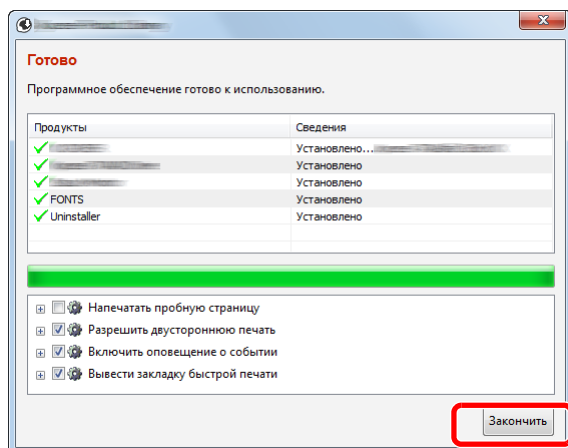 Готово
Программное обеспечение готово к использованию.
Продукты Сведения
Установлено...
Установлено
Установлено
FONTS Установлено
Uninstaller Установлено
Напечатать пробную страницу
Разрешить двустороннюю печать
Включить оповещение о событии
Вывести закладку быстрой печати
Закончить